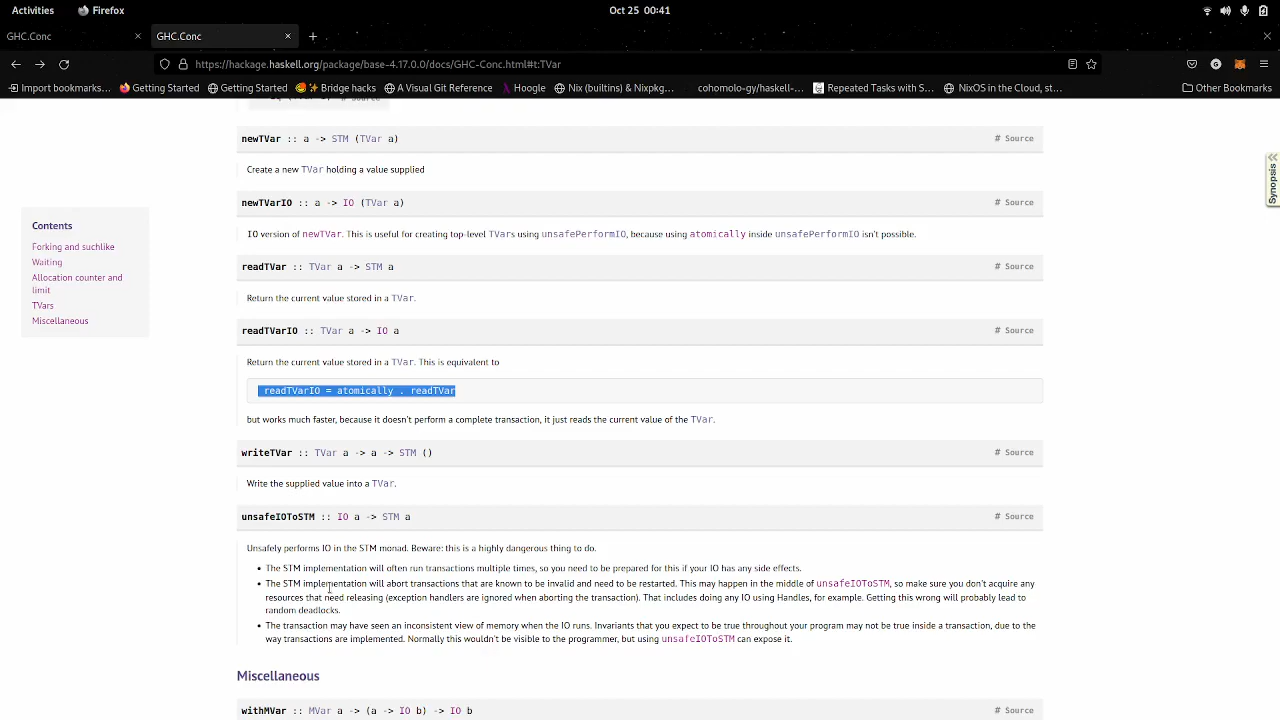 Activities Firefox Oct 25 00:41
GHC.Conc × GHC.Conc × +
https://hackage.haskell.org/package/base-4.17.0.0/docs/GHC-Conc.html#t:TVar
Import bookmarks... Getting Started Getting Started Bridge hacks A Visual Git Reference Hoogle Nix (builtins) & Nixpkg... cohomolo-gy/haskell-... Repeated Tasks with S... NixOS in the Cloud, st... Other Bookmarks
newTVar :: a -> STM (TVar a) # Source
Create a new TVar holding a value supplied
Synopsis
newTVarIO :: a -> IO (TVar a) # Source
Contents
Forking and suchlike
Waiting
Allocation counter and
limit
TVars
Miscellaneous
IO version of newTVar. This is useful for creating top-level TVars using unsafePerformIO, because using atomically inside unsafePerformIO isn't possible.
readTVar :: TVar a -> STM a # Source
Return the current value stored in a TVar.
readTVarIO :: TVar a -> IO a # Source
Return the current value stored in a TVar. This is equivalent to
readTVarIO = atomically . readTVar
but works much faster, because it doesn't perform a complete transaction, it just reads the current value of the TVar.
writeTVar :: TVar a -> a -> STM () # Source
Write the supplied value into a TVar.
unsafeIOToSTM :: IO a -> STM a # Source
Unsafely performs IO in the STM monad. Beware: this is a highly dangerous thing to do.
• The STM implementation will often run transactions multiple times, so you need to be prepared for this if your IO has any side effects.
• The STM implementation will abort transactions that are known to be invalid and need to be restarted. This may happen in the middle of unsafeIOToSTM, so make sure you don't acquire any
resources that need releasing (exception handlers are ignored when aborting the transaction). That includes doing any IO using Handles, for example. Getting this wrong will probably lead to
random deadlocks.
• The transaction may have seen an inconsistent view of memory when the IO runs. Invariants that you expect to be true throughout your program may not be true inside a transaction, due to the
way transactions are implemented. Normally this wouldn't be visible to the programmer, but using unsafeIOToSTM can expose it.
Miscellaneous
withMVar :: MVar a -> (a -> IO b) -> IO b # Source